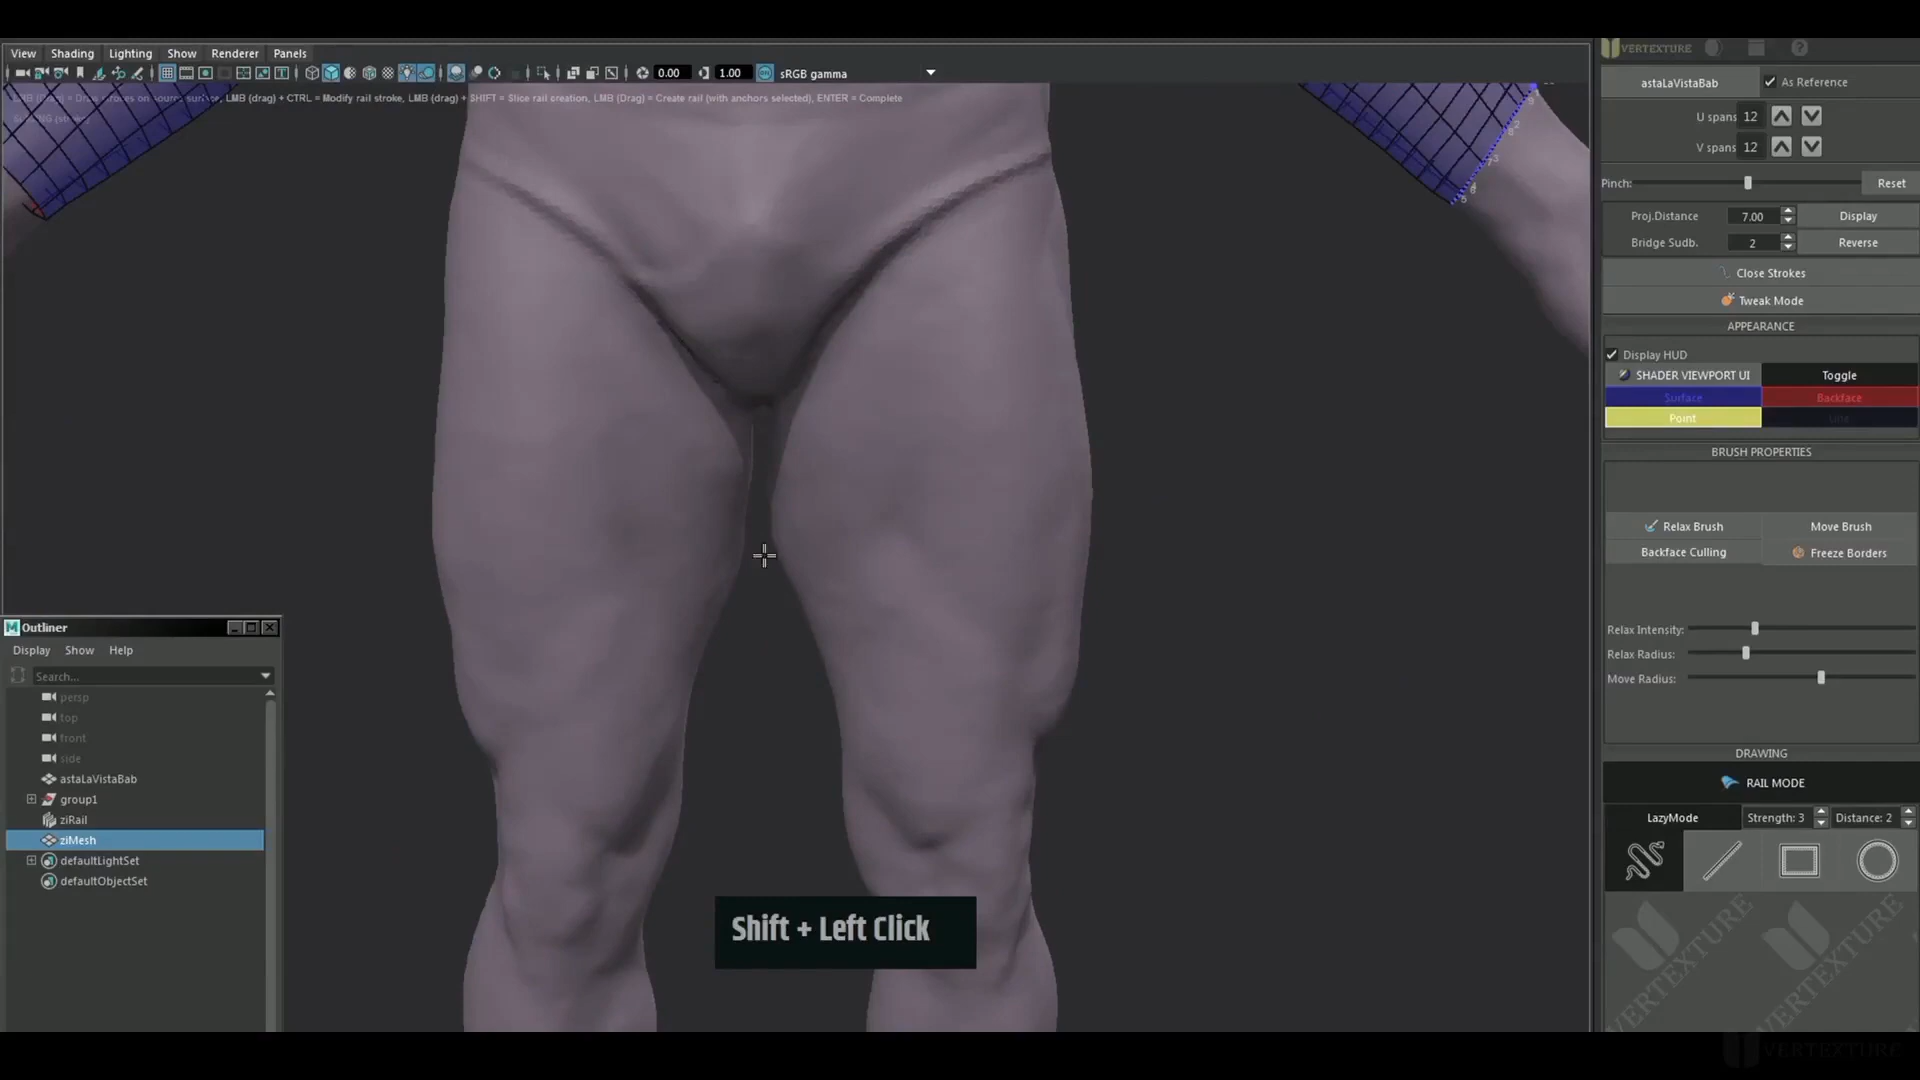 View Shading Lighting Show Renderer Panels
VERTEXTURE
0.00 1.00 sRGB gamma
LMB (drag) + CTRL = Modify rail stroke, LMB (drag) + SHIFT = Slice rail creation, LMB (Drag) = Create rail (with anchors selected), ENTER = Complete
astaLaVistaBab As Reference
U spans 12
V spans 12
Pinch: Reset
Proj.Distance 7.00 Display
Bridge Sudb. 2 Reverse
Close Strokes
Tweak Mode
APPEARANCE
Display HUD
SHADER VIEWPORT UI Toggle
Surface Backface
Point
BRUSH PROPERTIES
Relax Brush Move Brush
Backface Culling Freeze Borders
Relax Intensity:
Relax Radius:
Move Radius:
DRAWING
RAIL MODE
LazyMode Strength: 3 Distance: 2
Outliner
Display Show Help
Search...
persp
top
front
side
astaLaVistaBab
group1
ziRail
ziMesh
defaultLightSet
defaultObjectSet
Shift + Left Click
VERTEXTURE VERTEXTURE
VERTEXTURE